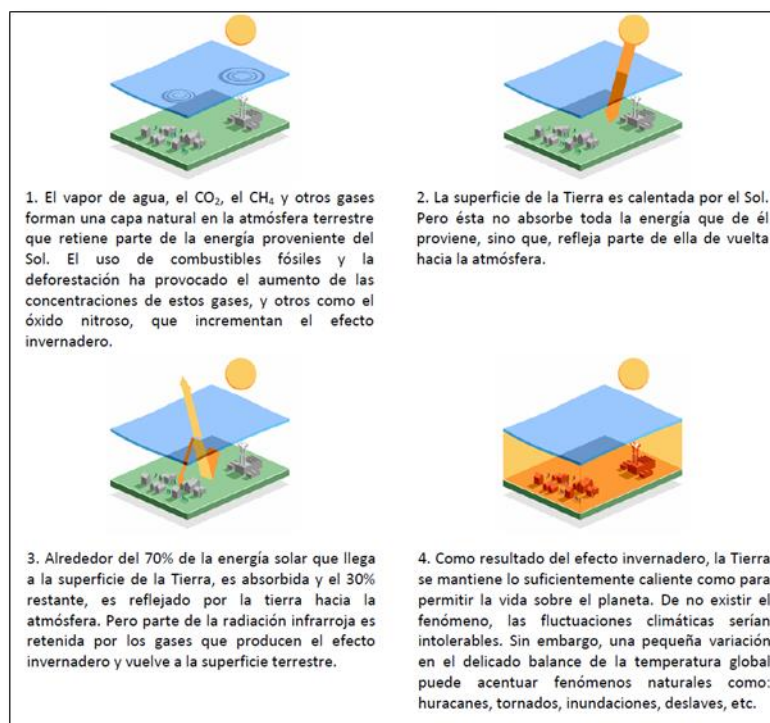 1. El vapor de agua, el CO₂, el CH₄ y otros gases
forman una capa natural en la atmósfera terrestre
que retiene parte de la energía proveniente del
Sol. El uso de combustibles fósiles y la
deforestación ha provocado el aumento de las
concentraciones de estos gases, y otros como el
óxido nitroso, que incrementan el efecto
invernadero.
2. La superficie de la Tierra es calentada por el Sol.
Pero ésta no absorbe toda la energía que de él
proviene, sino que, refleja parte de ella de vuelta
hacia la atmósfera.
3. Alrededor del 70% de la energía solar que llega
a la superficie de la Tierra, es absorbida y el 30%
restante, es reflejado por la tierra hacia la
atmósfera. Pero parte de la radiación infrarroja es
retenida por los gases que producen el efecto
invernadero y vuelve a la superficie terrestre.
4. Como resultado del efecto invernadero, la Tierra
se mantiene lo suficientemente caliente como para
permitir la vida sobre el planeta. De no existir el
fenómeno, las fluctuaciones climáticas serían
intolerables. Sin embargo, una pequeña variación
en el delicado balance de la temperatura global
puede acentuar fenómenos naturales como:
huracanes, tornados, inundaciones, deslaves, etc.